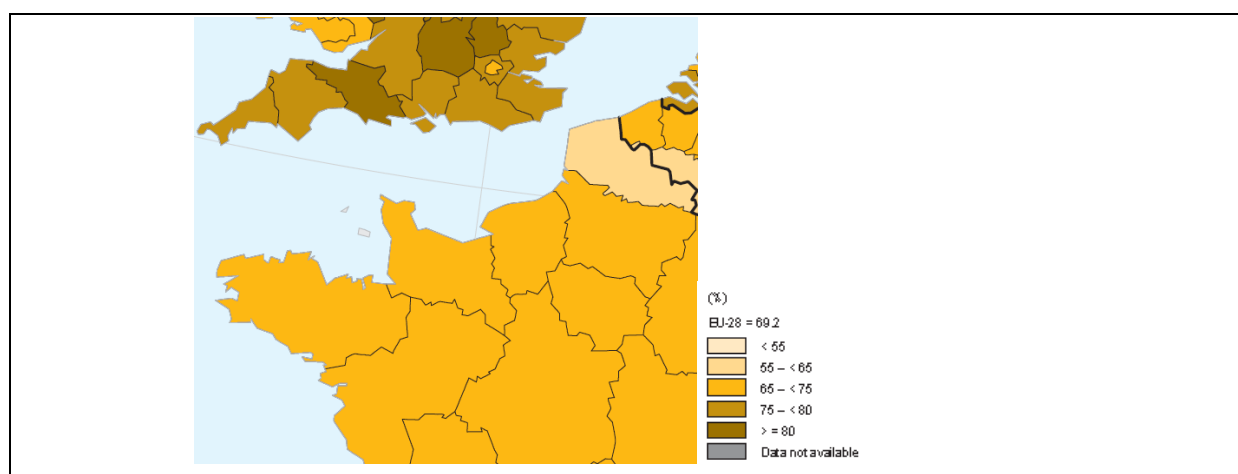 (%)
EU-28 = 69.2
< 55
55 – < 65
65 – < 75
75 – < 80
> = 80
Data not available